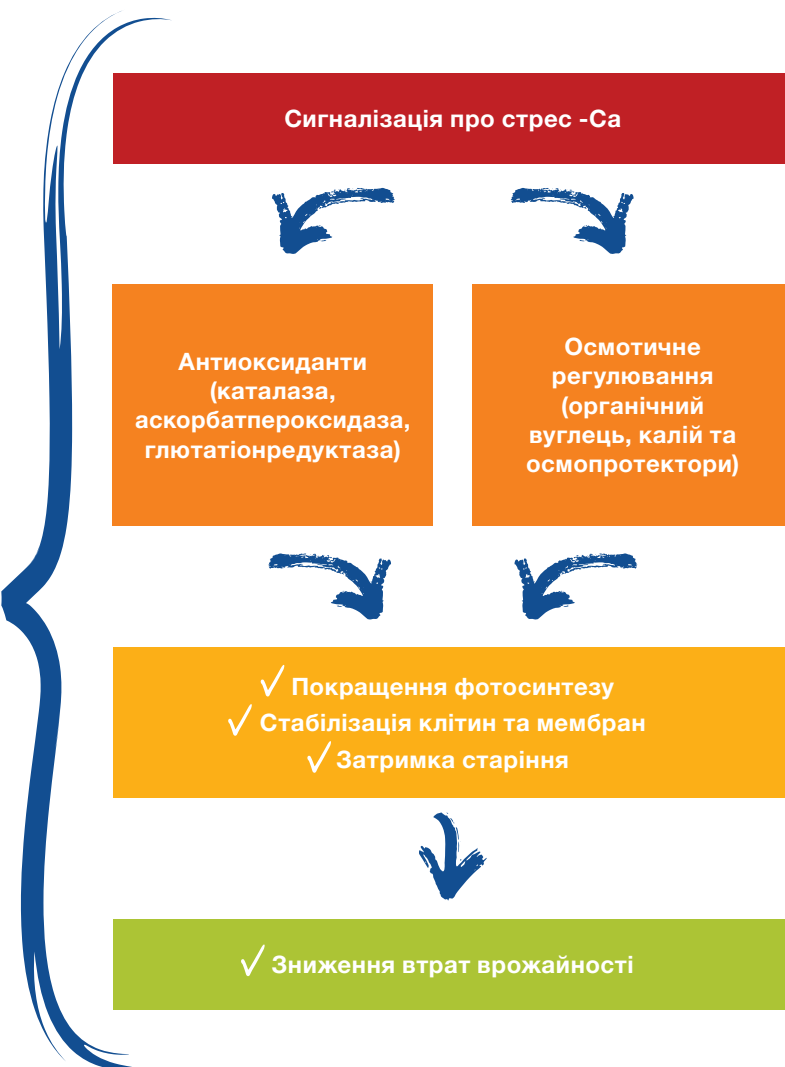 Сигналізація про стрес -Ca
Антиоксиданти
(каталаза,
аскорбатпероксидаза,
глютатіонредуктаза)
Осмотичне
регулювання
(органічний
вуглець, калій та
осмопротектори)
✓ Покращення фотосинтезу
✓ Стабілізація клітин та мембран
✓ Затримка старіння
✓ Зниження втрат врожайності